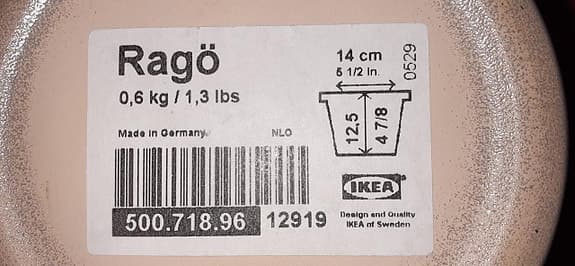 Ragö
0,6 kg / 1,3 lbs
14 cm
5 1/2 in.
0529
12,5
4 7/8
Made in Germany
NLO
500.718.96 12919
IKEA
Design and Quality
IKEA of Sweden